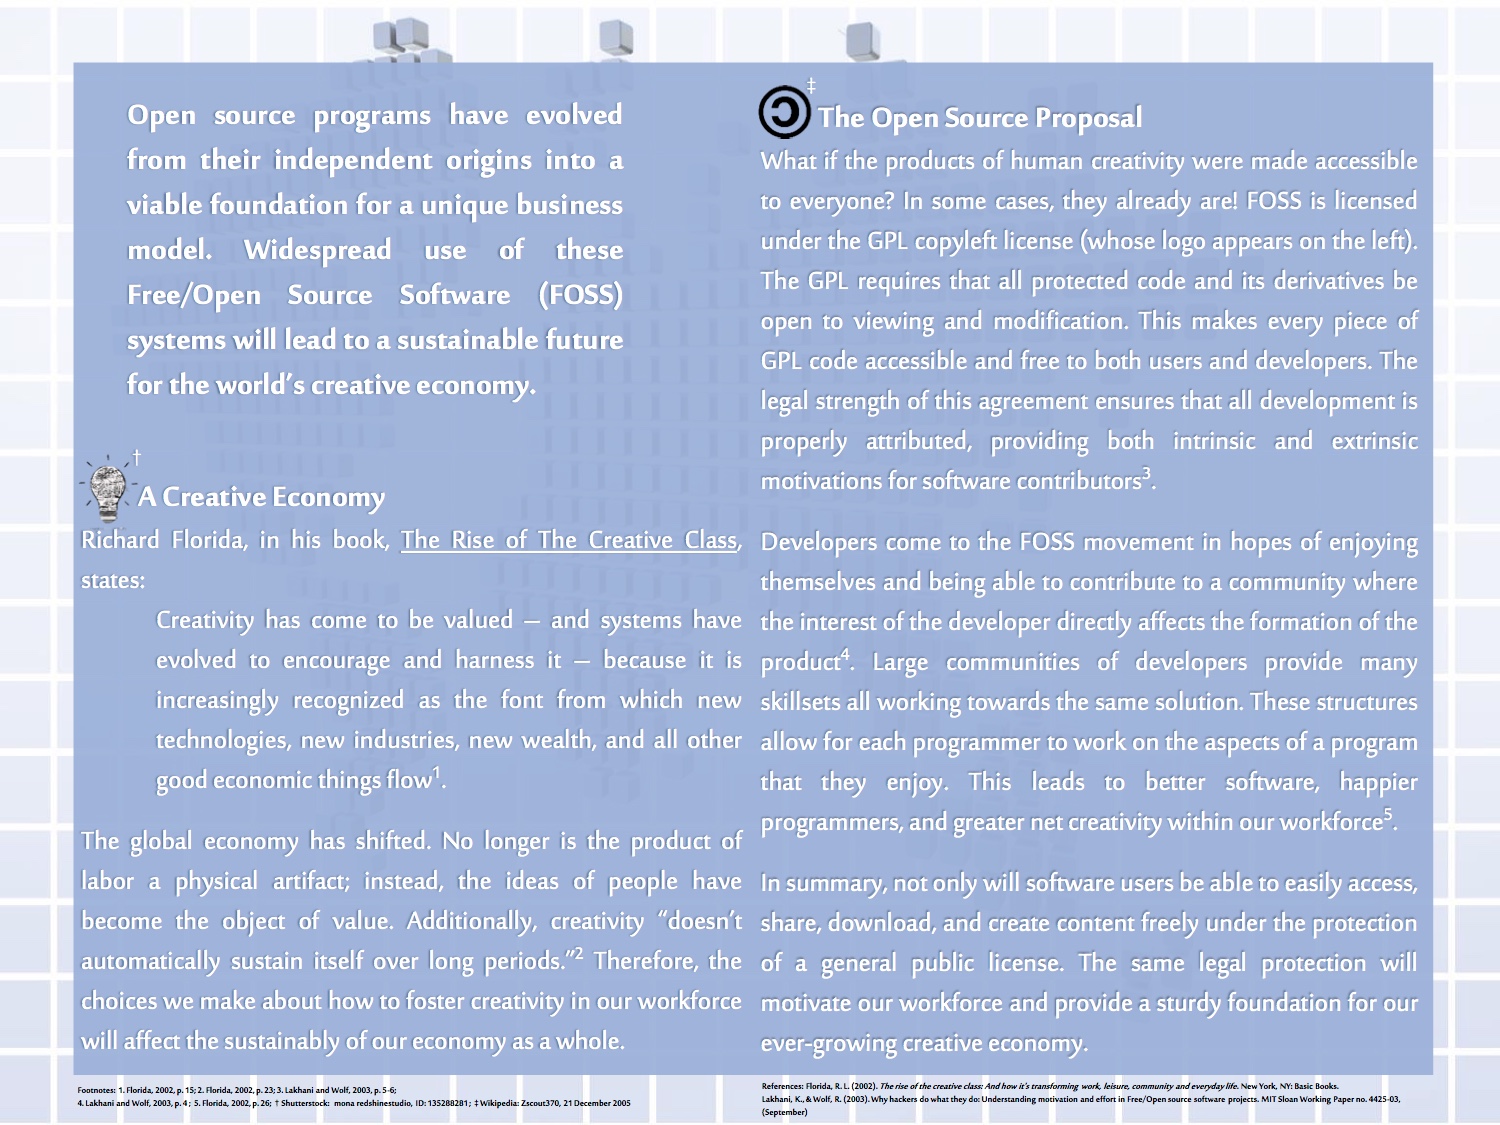 Open source programs have evolved
from their independent origins into a
viable foundation for a unique business
model. Widespread use of these
Free/Open Source Software (FOSS)
systems will lead to a sustainable future
for the world’s creative economy.
†
A Creative Economy
Richard Florida, in his book, The Rise of The Creative Class,
states:
Creativity has come to be valued – and systems have
evolved to encourage and harness it – because it is
increasingly recognized as the font from which new
technologies, new industries, new wealth, and all other
good economic things flow1.
The global economy has shifted. No longer is the product of
labor a physical artifact; instead, the ideas of people have
become the object of value. Additionally, creativity “doesn’t
automatically sustain itself over long periods.”2 Therefore, the
choices we make about how to foster creativity in our workforce
will affect the sustainably of our economy as a whole.
‡
The Open Source Proposal
What if the products of human creativity were made accessible
to everyone? In some cases, they already are! FOSS is licensed
under the GPL copyleft license (whose logo appears on the left).
The GPL requires that all protected code and its derivatives be
open to viewing and modification. This makes every piece of
GPL code accessible and free to both users and developers. The
legal strength of this agreement ensures that all development is
properly attributed, providing both intrinsic and extrinsic
motivations for software contributors3.
Developers come to the FOSS movement in hopes of enjoying
themselves and being able to contribute to a community where
the interest of the developer directly affects the formation of the
product4. Large communities of developers provide many
skillsets all working towards the same solution. These structures
allow for each programmer to work on the aspects of a program
that they enjoy. This leads to better software, happier
programmers, and greater net creativity within our workforce5.
In summary, not only will software users be able to easily access,
share, download, and create content freely under the protection
of a general public license. The same legal protection will
motivate our workforce and provide a sturdy foundation for our
ever-growing creative economy.
Footnotes: 1. Florida, 2002, p. 15; 2. Florida, 2002, p. 23; 3. Lakhani and Wolf, 2003, p. 5-6;
4. Lakhani and Wolf, 2003, p. 4 ; 5. Florida, 2002, p. 26; † Shutterstock: mona redshinestudio, ID: 135288281 ; ‡ Wikipedia: Zscout370, 21 December 2005
References: Florida, R. L. (2002). The rise of the creative class: And how it’s transforming work, leisure, community and everyday life. New York, NY: Basic Books.
Lakhani, K., & Wolf, R. (2003). Why hackers do what they do: Understanding motivation and effort in Free/Open source software projects. MIT Sloan Working Paper no. 4425-03,
(September)